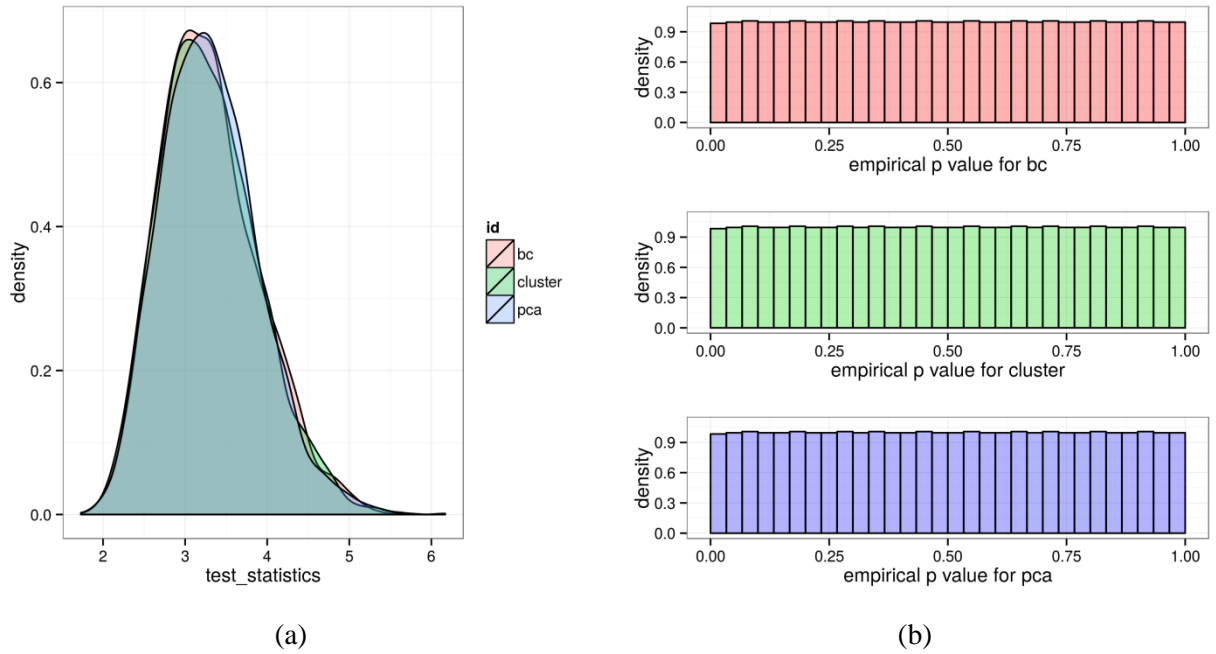 0.6
0.4
0.2
0.0
density
2 3 4 5 6
test_statistics
id
bc
cluster
pca
(a)
0.9
0.6
0.3
0.0
density
0.00 0.25 0.50 0.75 1.00
empirical p value for bc
0.9
0.6
0.3
0.0
density
0.00 0.25 0.50 0.75 1.00
empirical p value for cluster
0.9
0.6
0.3
0.0
density
0.00 0.25 0.50 0.75 1.00
empirical p value for pca
(b)